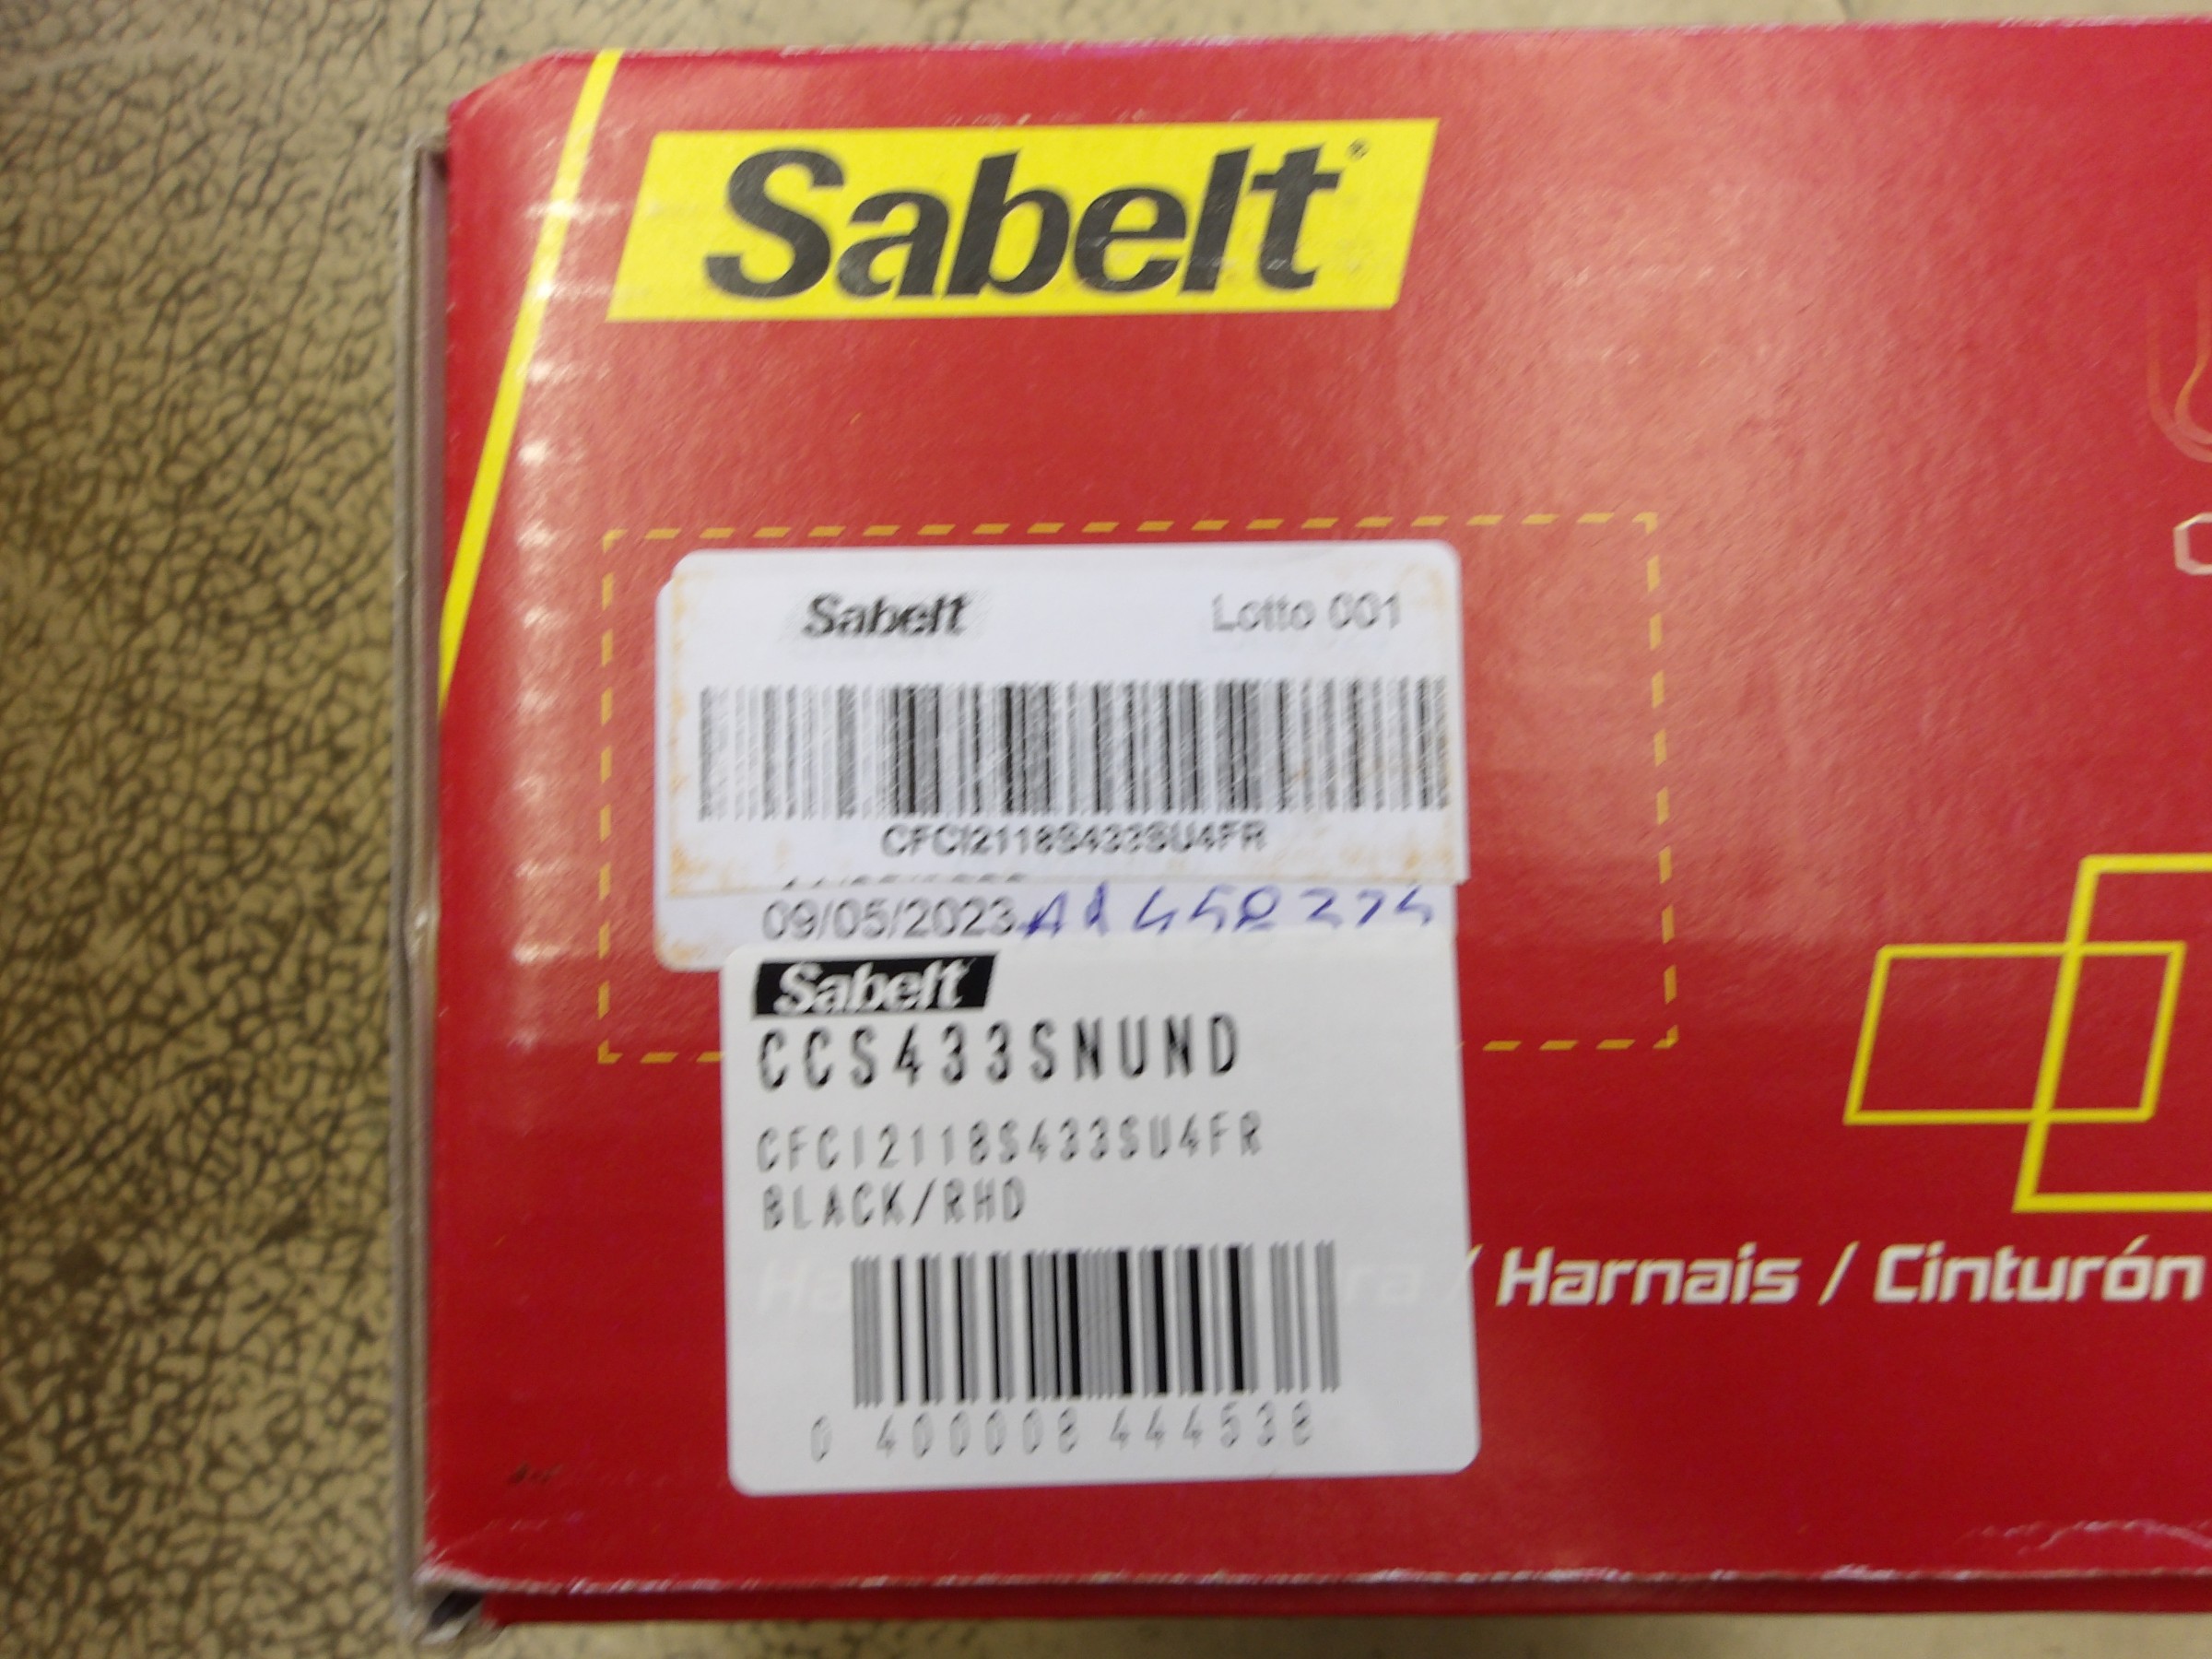 Sabelt®
Sabelt Lotto 001
CFCI2118S433SU4FR
09/05/2023
Sabelt
CCS433SNUND
CFCI2118S433SU4FR
BLACK/RHD
/ Harnais / Cinturón
0 400008 444538